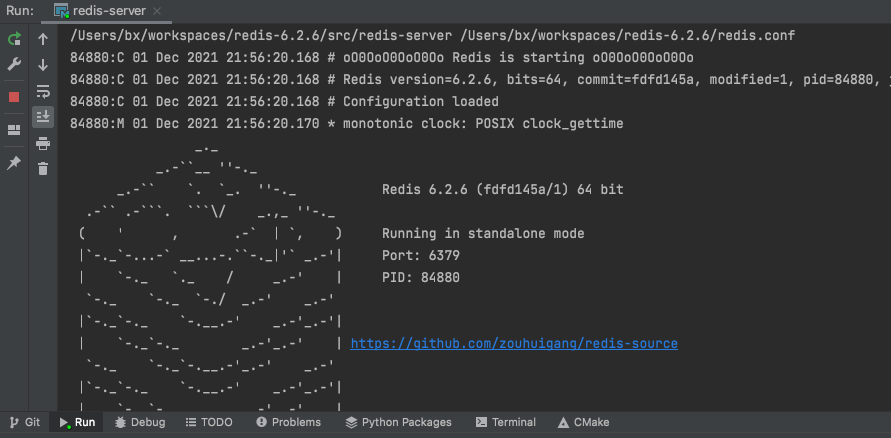 Run: redis-server
/Users/bx/workspaces/redis-6.2.6/src/redis-server /Users/bx/workspaces/redis-6.2.6/redis.conf
84880:C 01 Dec 2021 21:56:20.168 # oO0OoO0OoO0Oo Redis is starting oO0OoO0OoO0Oo
84880:C 01 Dec 2021 21:56:20.168 # Redis version=6.2.6, bits=64, commit=fdfd145a, modified=1, pid=84880,
84880:C 01 Dec 2021 21:56:20.168 # Configuration loaded
84880:M 01 Dec 2021 21:56:20.170 * monotonic clock: POSIX clock_gettime
Redis 6.2.6 (fdfd145a/1) 64 bit
Running in standalone mode
Port: 6379
PID: 84880
https://github.com/zouhuigang/redis-source
Git Run Debug TODO Problems Python Packages Terminal CMake